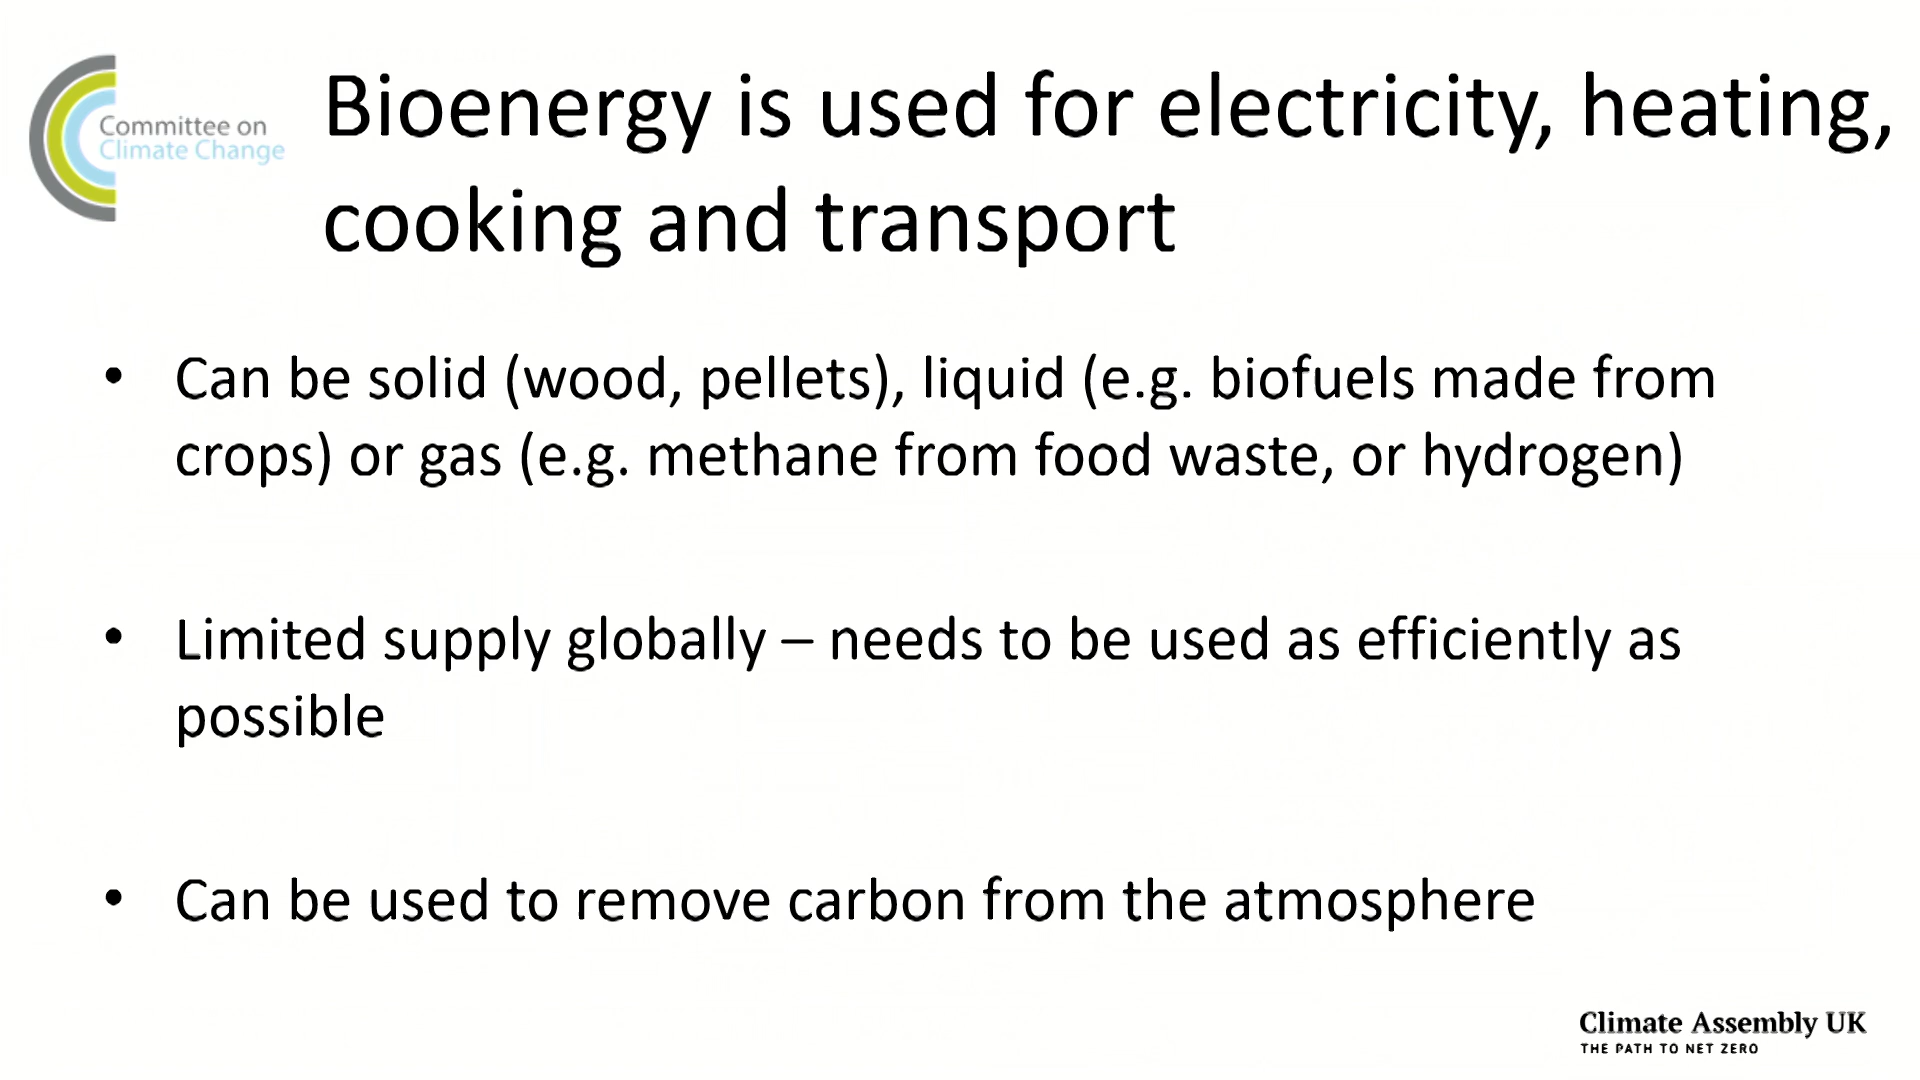 Committee on
Climate Change
Bioenergy is used for electricity, heating,
cooking and transport
• Can be solid (wood, pellets), liquid (e.g. biofuels made from
crops) or gas (e.g. methane from food waste, or hydrogen)
• Limited supply globally – needs to be used as efficiently as
possible
• Can be used to remove carbon from the atmosphere
Climate Assembly UK
THE PATH TO NET ZERO